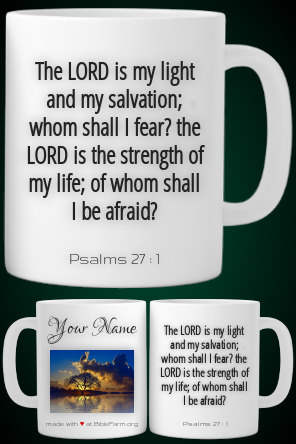 The LORD is my light
and my salvation;
whom shall I fear? the
LORD is the strength of
my life; of whom shall
I be afraid?
Psalms 27 : 1
Your Name
made with ♥ at BibleFarm.org
The LORD is my light
and my salvation;
whom shall I fear? the
LORD is the strength of
my life; of whom shall
I be afraid?
Psalms 27 : 1